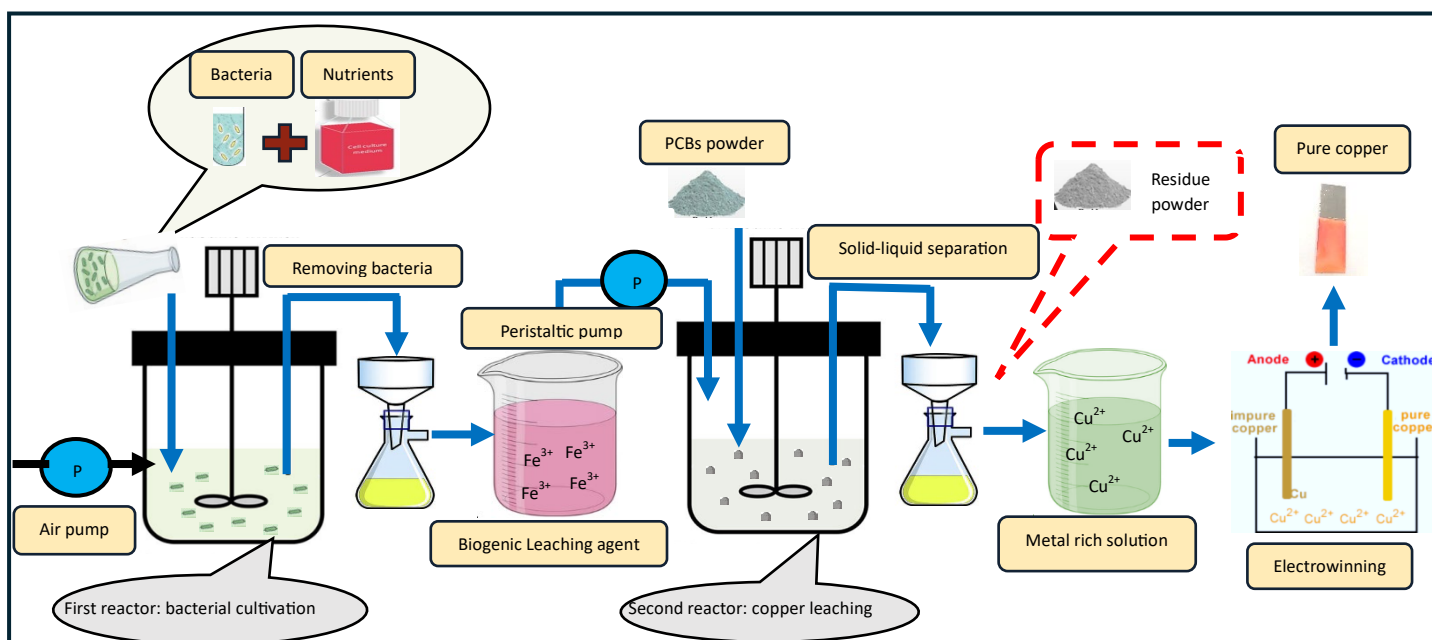 Bacteria
Nutrients
Cell culture
medium
PCBs powder
Residue
powder
Pure copper
Removing bacteria
Solid-liquid separation
P
Peristaltic pump
Anode
+
Cathode
impure
copper
pure
copper
P
Air pump
Fe³⁺
Fe³⁺
Fe³⁺
Fe³⁺
Cu²⁺
Cu²⁺
Cu²⁺
Cu²⁺
Cu
Cu²⁺ Cu²⁺ Cu²⁺ Cu²⁺
Biogenic Leaching agent
Metal rich solution
Electrowinning
First reactor: bacterial cultivation
Second reactor: copper leaching